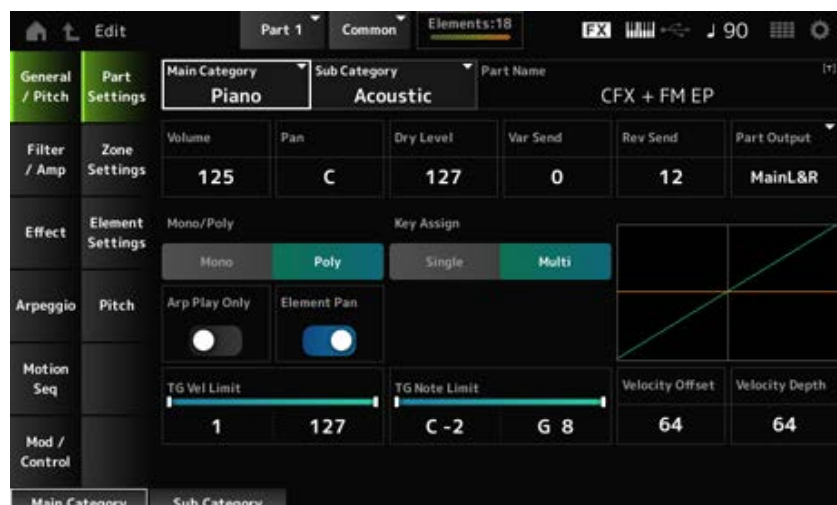 Edit
Part 1
Common
Elements:18
FX
♩ 90
General / Pitch
Filter / Amp
Effect
Arpeggio
Motion Seq
Mod / Control
Part Settings
Zone Settings
Element Settings
Pitch
Main Category
Piano
Sub Category
Acoustic
Part Name
CFX + FM EP
Volume
125
Pan
C
Dry Level
127
Var Send
0
Rev Send
12
Part Output
MainL&R
Mono/Poly
Mono
Poly
Key Assign
Single
Multi
Arp Play Only
Element Pan
TG Vel Limit
1
127
TG Note Limit
C -2
G 8
Velocity Offset
64
Velocity Depth
64
Main Category
Sub Category